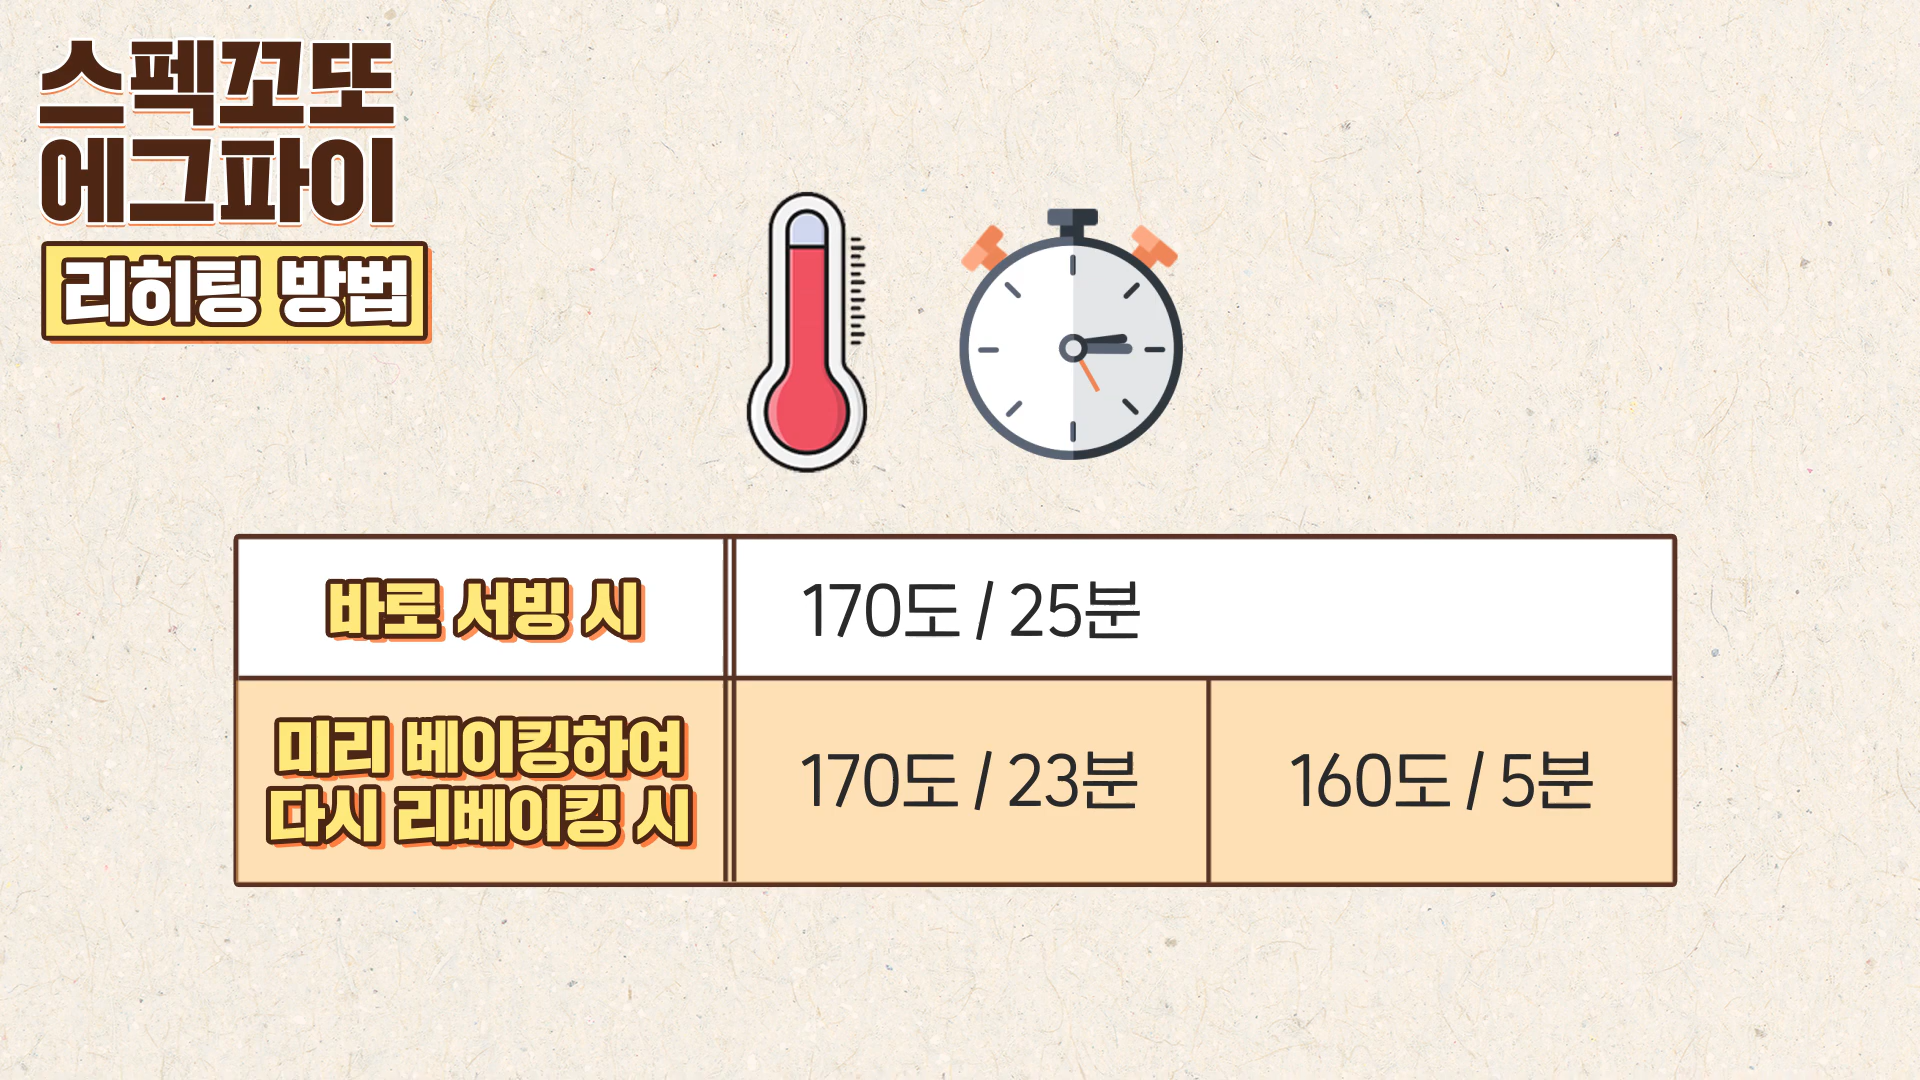 스펙꼬또
에그파이
리히팅 방법
바로 서빙 시
170도 / 25분
미리 베이킹하여
다시 리베이킹 시
170도 / 23분
160도 / 5분